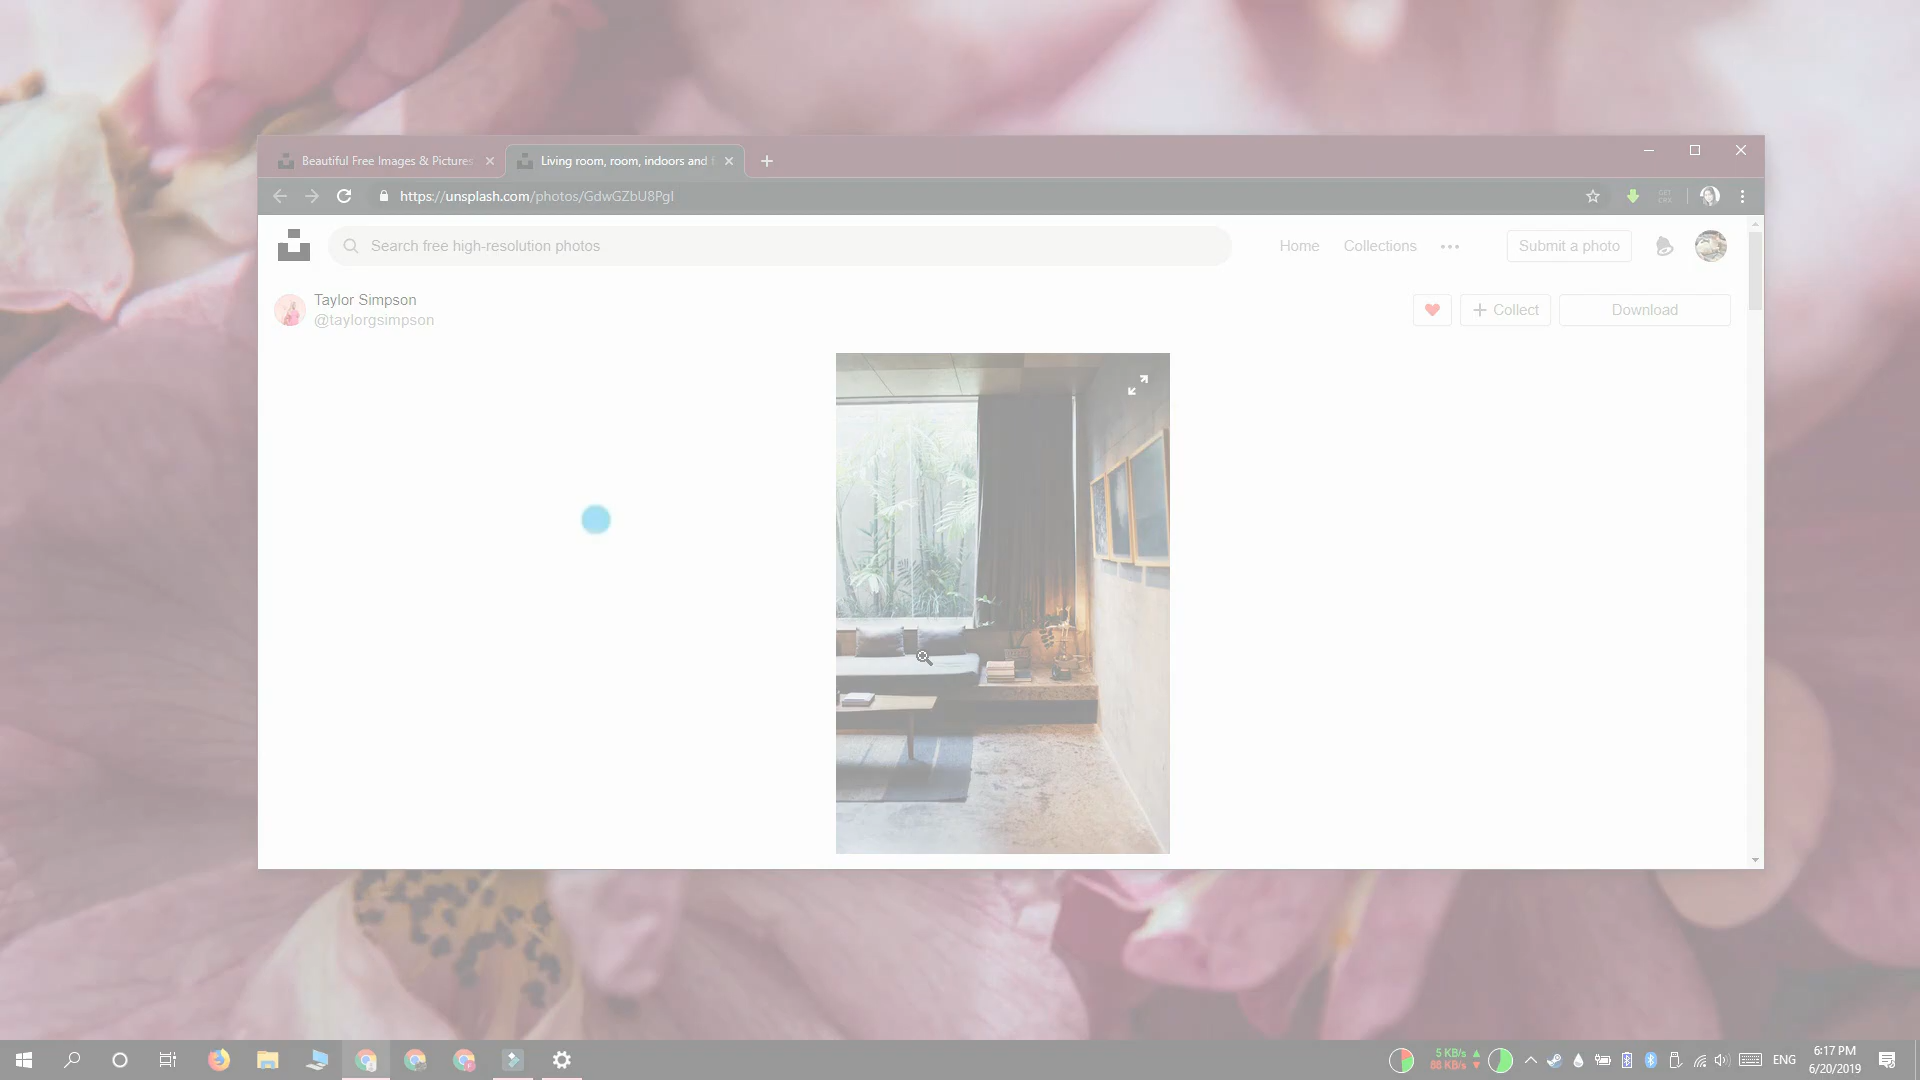 Beautiful Free Images & Pictures
Living room, room, indoors and
https://unsplash.com/photos/GdwGZbU8PgI
Search free high-resolution photos
Home
Collections
Submit a photo
Taylor Simpson
@taylorgsimpson
Collect
Download
5 KB/s
88 KB/s
ENG
6:17 PM
6/20/2019